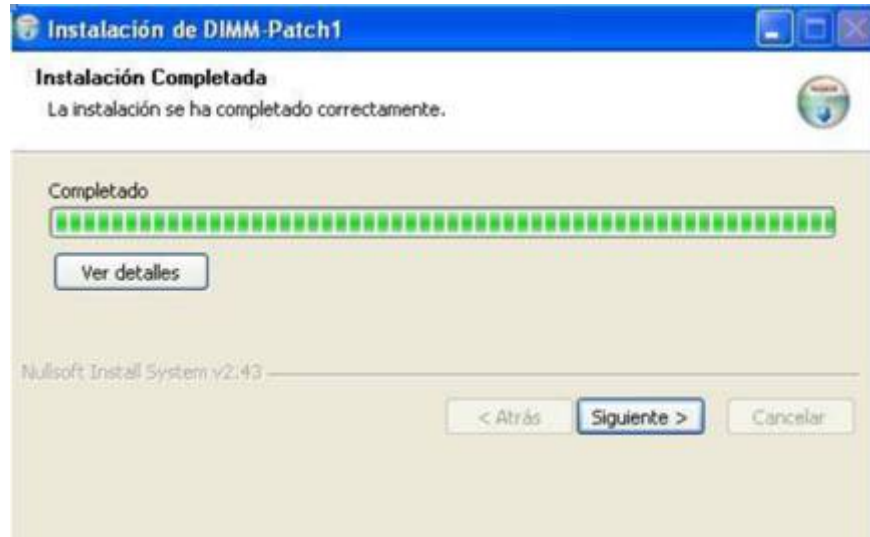 Instalación de DIMM-Patch1
Instalación Completada
La instalación se ha completado correctamente.
Completado
Ver detalles
Nullsoft Install System v2.43
< Atrás
Siguiente >
Cancelar